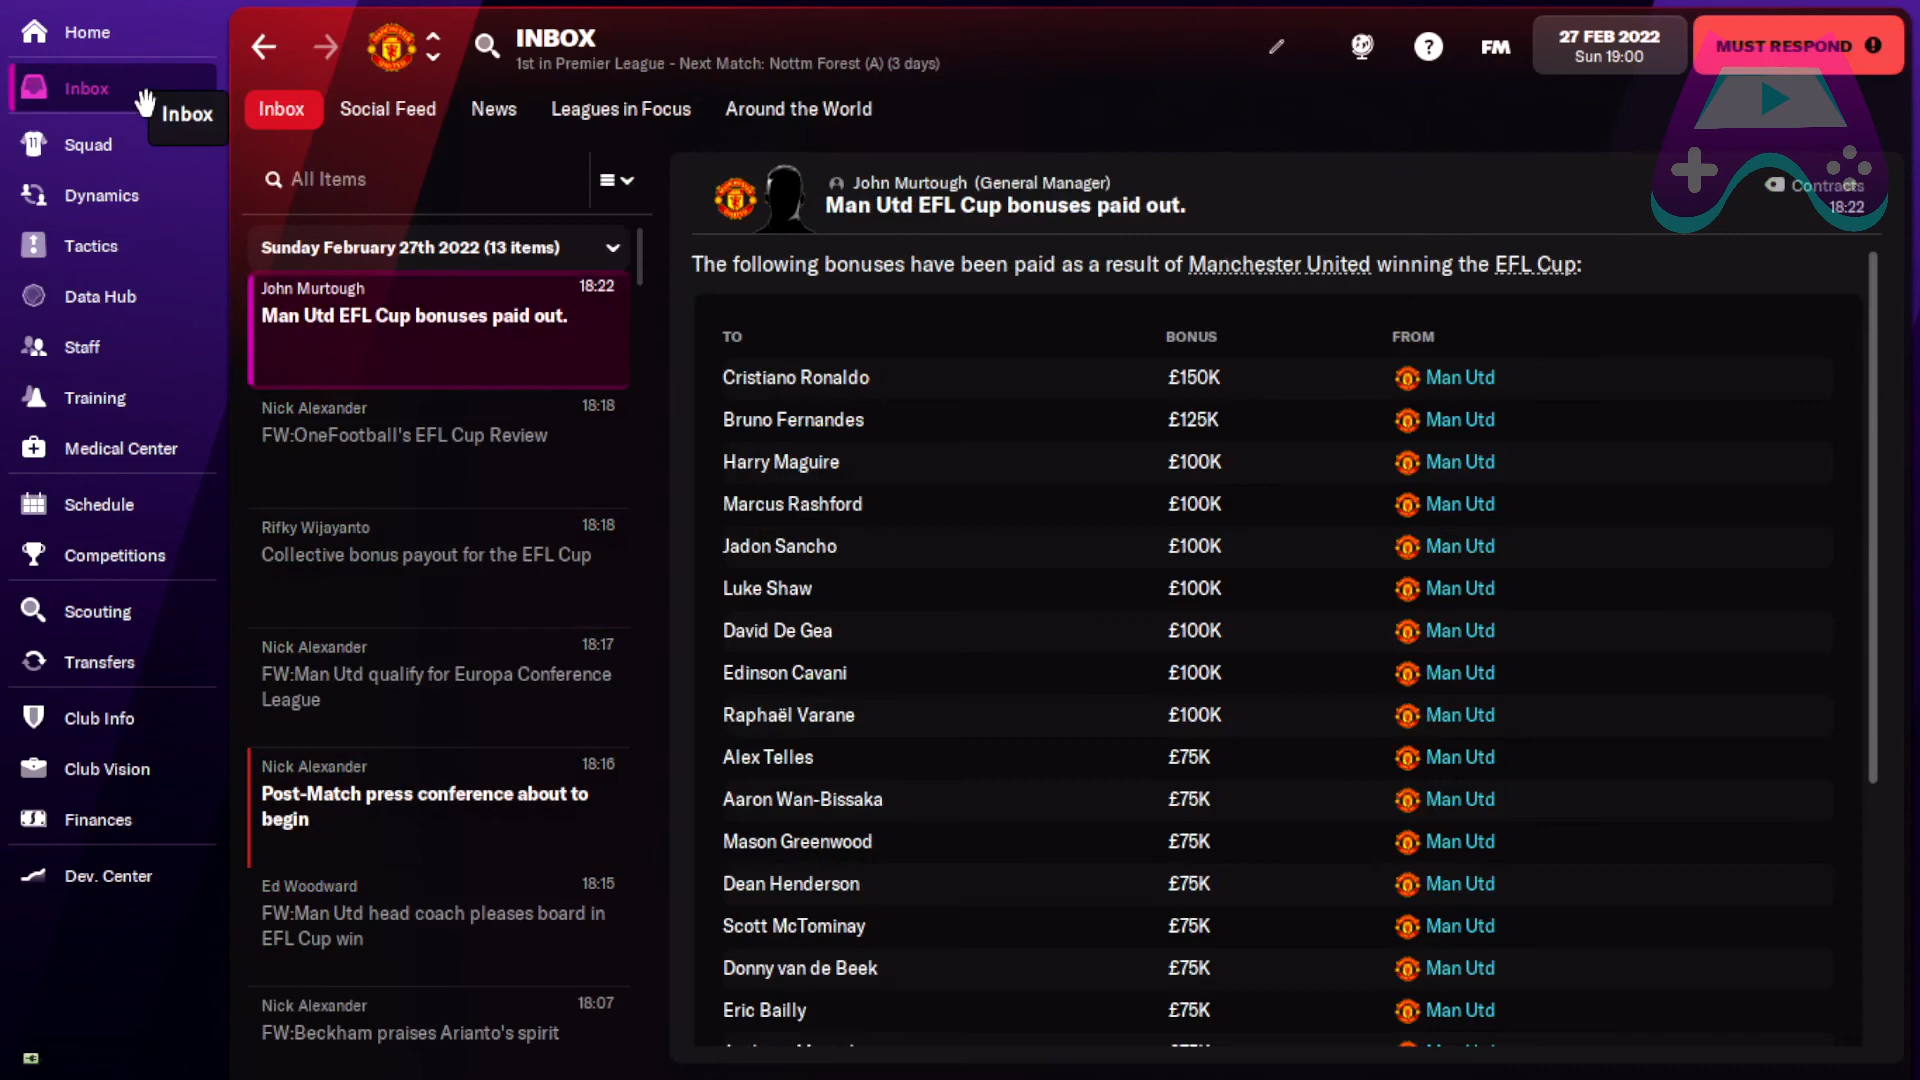 Home
Inbox
Inbox
Squad
Dynamics
Tactics
Data Hub
Staff
Training
Medical Center
Schedule
Competitions
Scouting
Transfers
Club Info
Club Vision
Finances
Dev. Center
INBOX
1st in Premier League - Next Match: Nottm Forest (A) (3 days)
FM
27 FEB 2022
Sun 19:00
MUST RESPOND
Inbox Social Feed News Leagues in Focus Around the World
All Items
Sunday February 27th 2022 (13 items)
John Murtough 18:22
Man Utd EFL Cup bonuses paid out.
Nick Alexander 18:18
FW:OneFootball's EFL Cup Review
Rifky Wijayanto 18:18
Collective bonus payout for the EFL Cup
Nick Alexander 18:17
FW:Man Utd qualify for Europa Conference
League
Nick Alexander 18:16
Post-Match press conference about to
begin
Ed Woodward 18:15
FW:Man Utd head coach pleases board in
EFL Cup win
Nick Alexander 18:07
FW:Beckham praises Arianto's spirit
John Murtough (General Manager)
Man Utd EFL Cup bonuses paid out.
Contracts
18:22
The following bonuses have been paid as a result of Manchester United winning the EFL Cup:
TO BONUS FROM
Cristiano Ronaldo £150K Man Utd
Bruno Fernandes £125K Man Utd
Harry Maguire £100K Man Utd
Marcus Rashford £100K Man Utd
Jadon Sancho £100K Man Utd
Luke Shaw £100K Man Utd
David De Gea £100K Man Utd
Edinson Cavani £100K Man Utd
Raphaël Varane £100K Man Utd
Alex Telles £75K Man Utd
Aaron Wan-Bissaka £75K Man Utd
Mason Greenwood £75K Man Utd
Dean Henderson £75K Man Utd
Scott McTominay £75K Man Utd
Donny van de Beek £75K Man Utd
Eric Bailly £75K Man Utd